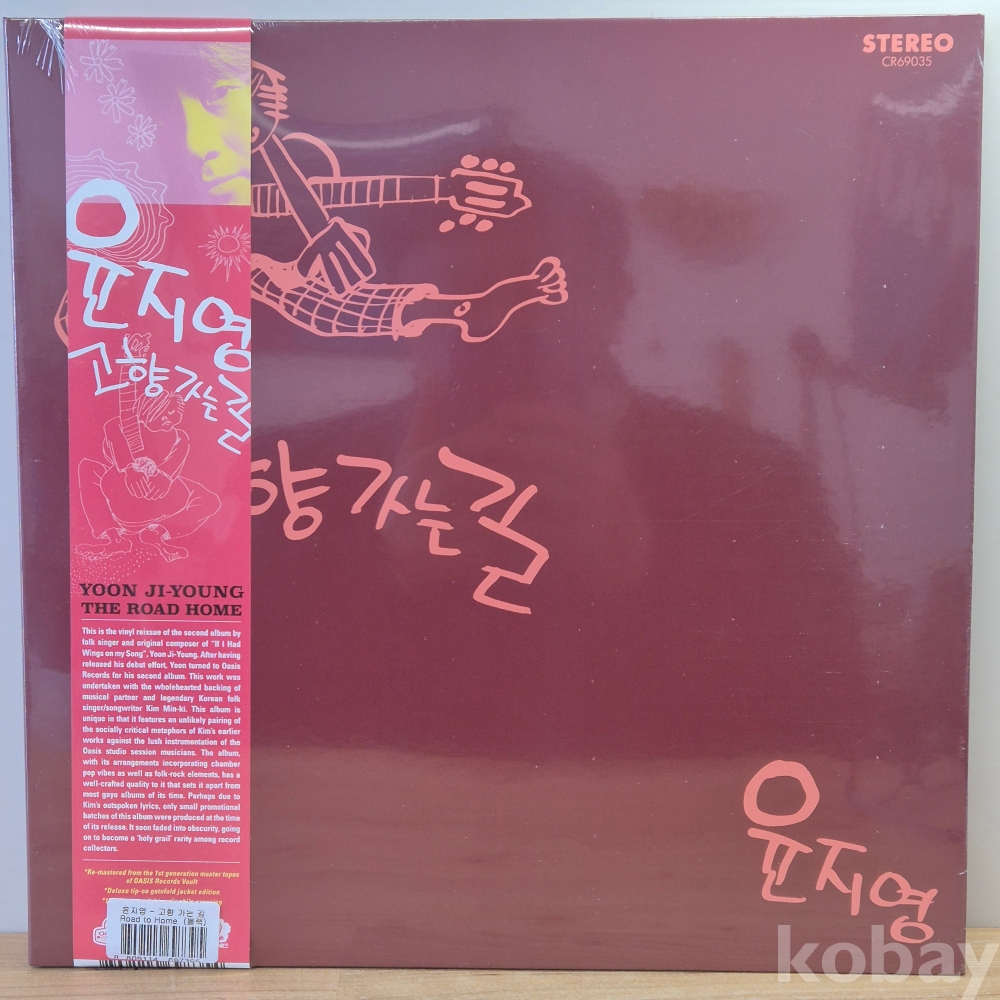 STEREO
CR69035
윤지영
고향 가는 길
향 가는 길
윤지영
YOON JI-YOUNG
THE ROAD HOME
This is the vinyl reissue of the second album by
folk singer and original composer of "If I Had
Wings on my Song", Yoon Ji-Young. After having
released his debut effort, Yoon turned to Oasis
Records for his second album. This work was
undertaken with the wholehearted backing of
musical partner and legendary Korean folk
singer/songwriter Kim Min-ki. This album is
unique in that it features an unlikely pairing of
the socially critical metaphors of Kim's earlier
works against the lush instrumentation of the
Oasis studio session musicians. The album,
with its arrangements incorporating chamber
pop vibes as well as folk-rock elements, has a
well-crafted quality to it that sets it apart from
most gayo albums of its time. Perhaps due to
Kim's outspoken lyrics, only small promotional
batches of this album were produced at the time
of its release. It soon faded into obscurity, going
on to become a 'holy grail' rarity among record
collectors.
*Re-mastered from the 1st generation master tapes
of OASIS Records Vault
*Deluxe tip-on gatefold jacket edition
윤지영 - 고향 가는 길
Road to Home (블랙)
kobay